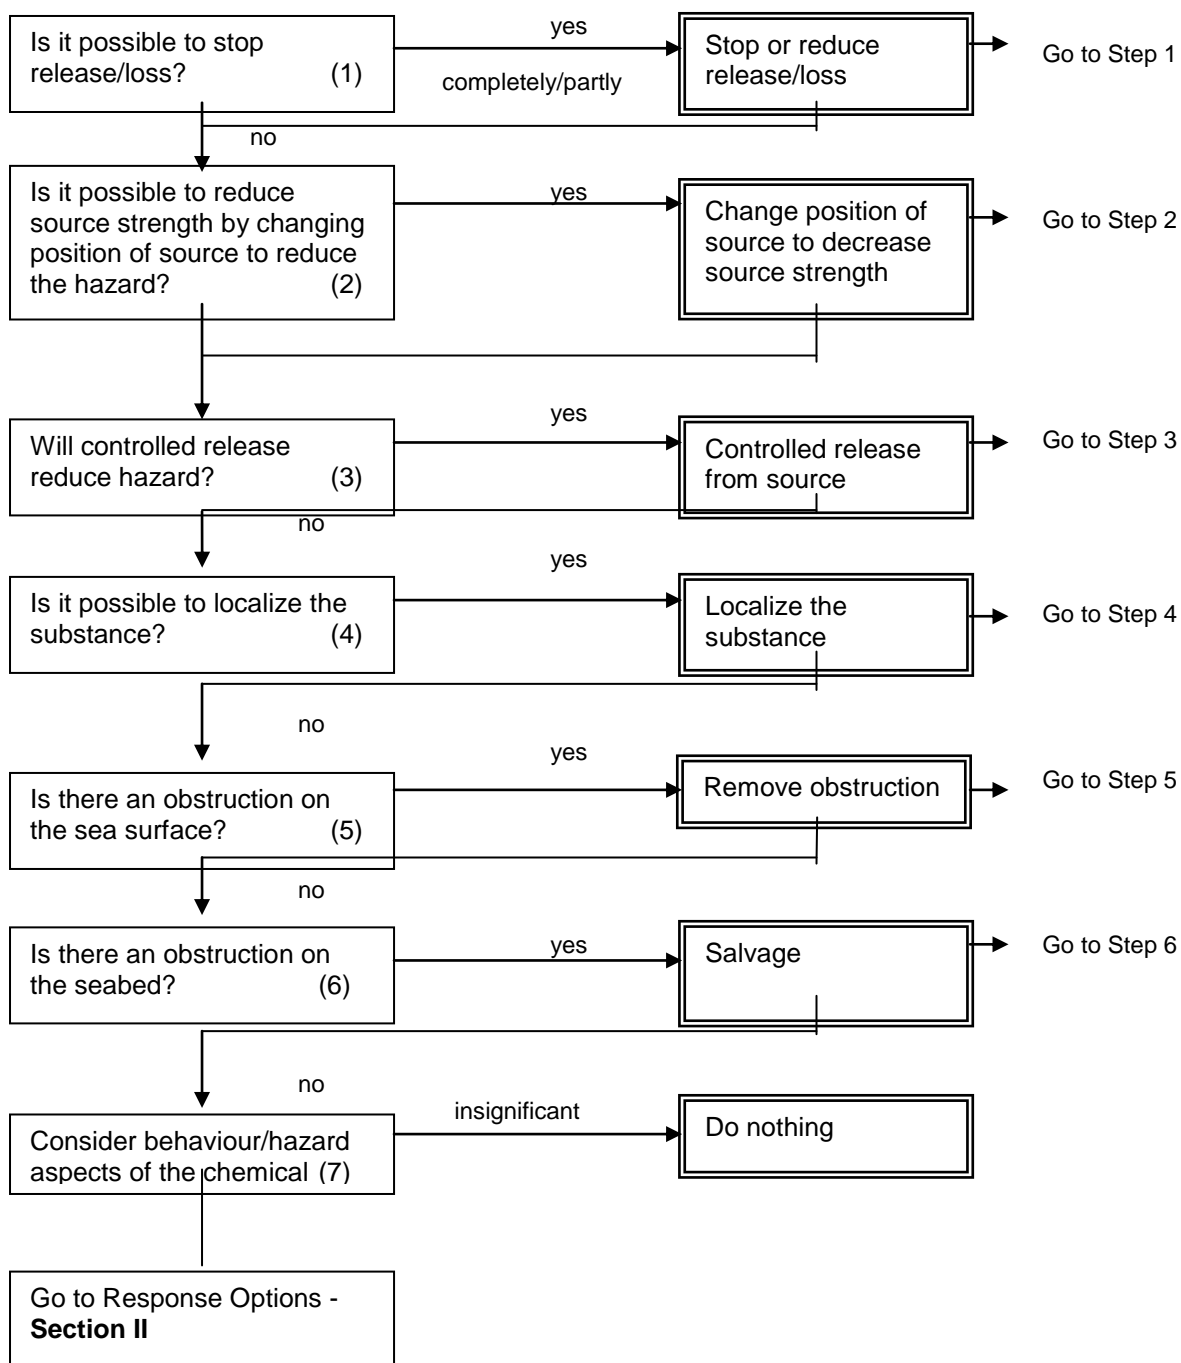 Is it possible to stop
release/loss? (1)
yes
completely/partly
Stop or reduce
release/loss
Go to Step 1
no
Is it possible to reduce
source strength by changing
position of source to reduce
the hazard? (2)
yes
Change position of
source to decrease
source strength
Go to Step 2
Will controlled release
reduce hazard? (3)
yes
Controlled release
from source
Go to Step 3
no
Is it possible to localize the
substance? (4)
yes
Localize the
substance
Go to Step 4
no
Is there an obstruction on
the sea surface? (5)
yes
Remove obstruction
Go to Step 5
no
Is there an obstruction on
the seabed? (6)
yes
Salvage
Go to Step 6
no
Consider behaviour/hazard
aspects of the chemical (7)
insignificant
Do nothing
Go to Response Options -
Section II